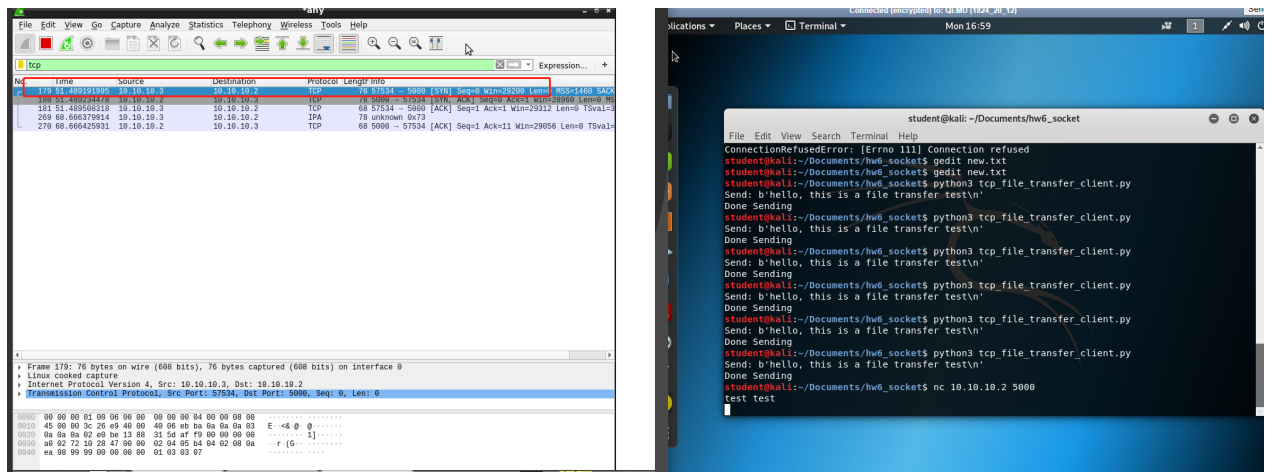 *any
File Edit View Go Capture Analyze Statistics Telephony Wireless Tools Help
tcp
Expression... +
No. Time Source Destination Protocol Lengtr Info
179 51.489191995 10.10.10.3 10.10.10.2 TCP 76 57534 → 5000 [SYN] Seq=0 Win=29200 Len=0 MSS=1460 SACK
180 51.489234478 10.10.10.2 10.10.10.3 TCP 76 5000 → 57534 [SYN, ACK] Seq=0 Ack=1 Win=28960 Len=0 MS
181 51.489508318 10.10.10.3 10.10.10.2 TCP 68 57534 → 5000 [ACK] Seq=1 Ack=1 Win=29312 Len=0 TSval=3
269 68.666379914 10.10.10.3 10.10.10.2 IPA 78 unknown 0x73
270 68.666425931 10.10.10.2 10.10.10.3 TCP 68 5000 → 57534 [ACK] Seq=1 Ack=11 Win=29056 Len=0 TSval=
Frame 179: 76 bytes on wire (608 bits), 76 bytes captured (608 bits) on interface 0
Linux cooked capture
Internet Protocol Version 4, Src: 10.10.10.3, Dst: 10.10.10.2
Transmission Control Protocol, Src Port: 57534, Dst Port: 5000, Seq: 0, Len: 0
0000 00 00 00 01 00 06 00 00 00 00 00 04 00 00 08 00 ········ ········
0010 45 00 00 3c 26 e9 40 00 40 06 eb ba 0a 0a 0a 03 E··<&·@· @·······
0020 0a 0a 0a 02 e0 be 13 88 31 5d af f9 00 00 00 00 ········ 1]······
0030 a0 02 72 10 28 47 00 00 02 04 05 b4 04 02 08 0a ··r·(G·· ········
0040 ea 98 99 99 00 00 00 00 01 03 03 07 ········ ····
Connected (encrypted) to: QEMU (1824_20_12)
Sen
plications Places Terminal Mon 16:59 1
student@kali: ~/Documents/hw6_socket
File Edit View Search Terminal Help
ConnectionRefusedError: [Errno 111] Connection refused
student@kali:~/Documents/hw6_socket$ gedit new.txt
student@kali:~/Documents/hw6_socket$ gedit new.txt
student@kali:~/Documents/hw6_socket$ python3 tcp_file_transfer_client.py
Send: b'hello, this is a file transfer test\n'
Done Sending
student@kali:~/Documents/hw6_socket$ python3 tcp_file_transfer_client.py
Send: b'hello, this is a file transfer test\n'
Done Sending
student@kali:~/Documents/hw6_socket$ python3 tcp_file_transfer_client.py
Send: b'hello, this is a file transfer test\n'
Done Sending
student@kali:~/Documents/hw6_socket$ python3 tcp_file_transfer_client.py
Send: b'hello, this is a file transfer test\n'
Done Sending
student@kali:~/Documents/hw6_socket$ python3 tcp_file_transfer_client.py
Send: b'hello, this is a file transfer test\n'
Done Sending
student@kali:~/Documents/hw6_socket$ python3 tcp_file_transfer_client.py
Send: b'hello, this is a file transfer test\n'
Done Sending
student@kali:~/Documents/hw6_socket$ nc 10.10.10.2 5000
test test